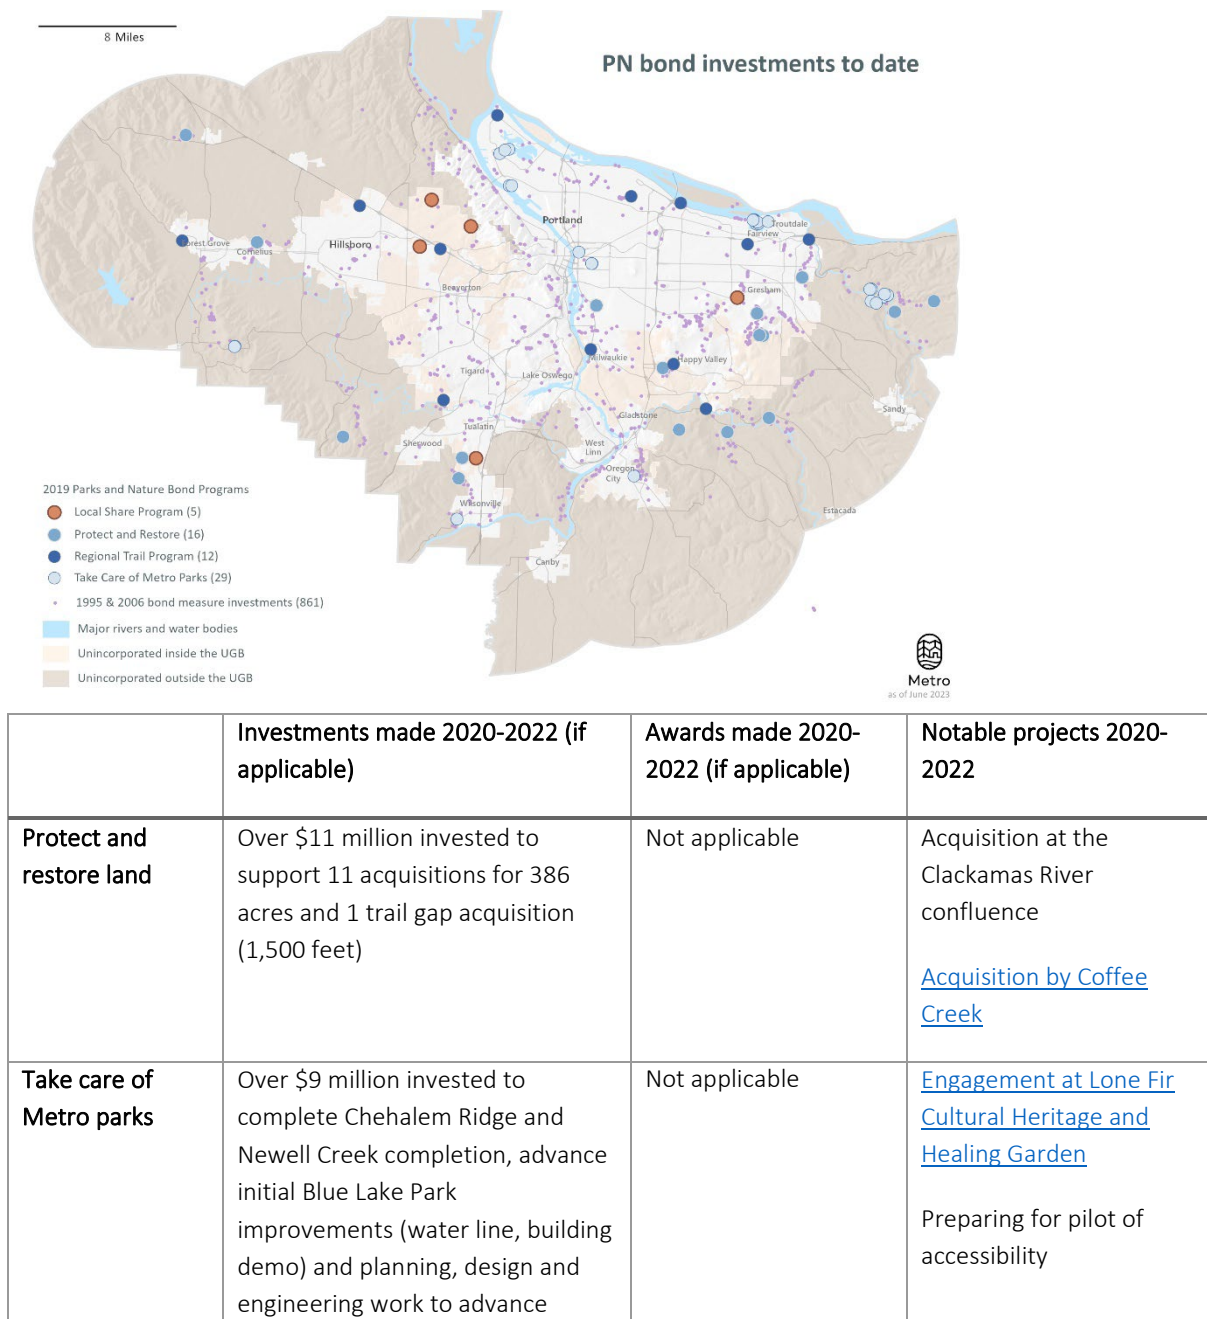 8 Miles
PN bond investments to date
Portland
Troutdale
Fairview
Forest Grove
Cornelius
Hillsboro
Beaverton
Gresham
Milwaukie
Happy Valley
Tigard
Lake Oswego
Sandy
Gladstone
Tualatin
Sherwood
West
Linn
Oregon
City
Wilsonville
Estacada
Canby
2019 Parks and Nature Bond Programs
Local Share Program (5)
Protect and Restore (16)
Regional Trail Program (12)
Take Care of Metro Parks (29)
1995 & 2006 bond measure investments (861)
Major rivers and water bodies
Unincorporated inside the UGB
Unincorporated outside the UGB
Metro
as of June 2023
Investments made 2020-2022 (if
applicable)
Awards made 2020-
2022 (if applicable)
Notable projects 2020-
2022
Protect and
restore land
Over $11 million invested to
support 11 acquisitions for 386
acres and 1 trail gap acquisition
(1,500 feet)
Not applicable
Acquisition at the
Clackamas River
confluence
Acquisition by Coffee
Creek
Take care of
Metro parks
Over $9 million invested to
complete Chehalem Ridge and
Newell Creek completion, advance
initial Blue Lake Park
improvements (water line, building
demo) and planning, design and
engineering work to advance
Not applicable
Engagement at Lone Fir
Cultural Heritage and
Healing Garden
Preparing for pilot of
accessibility